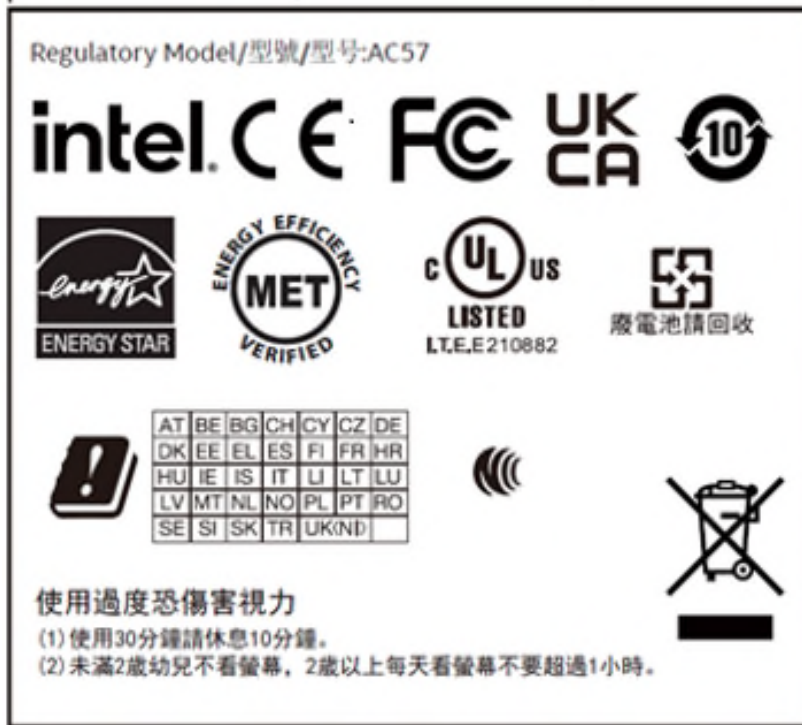 Regulatory Model/型號/型号:AC57
intel. CE FC UK CA 10
energy
ENERGY STAR
ENERGY EFFICIENCY
MET
VERIFIED
C UL US
LISTED
I.T.E.E210882
廢電池請回收
AT BE BG CH CY CZ DE
DK EE EL ES FI FR HR
HU IE IS IT LI LT LU
LV MT NL NO PL PT RO
SE SI SK TR UK(NI)
使用過度恐傷害視力
(1)使用30分鐘請休息10分鐘。
(2)未滿2歲幼兒不看螢幕，2歲以上每天看螢幕不要超過1小時。